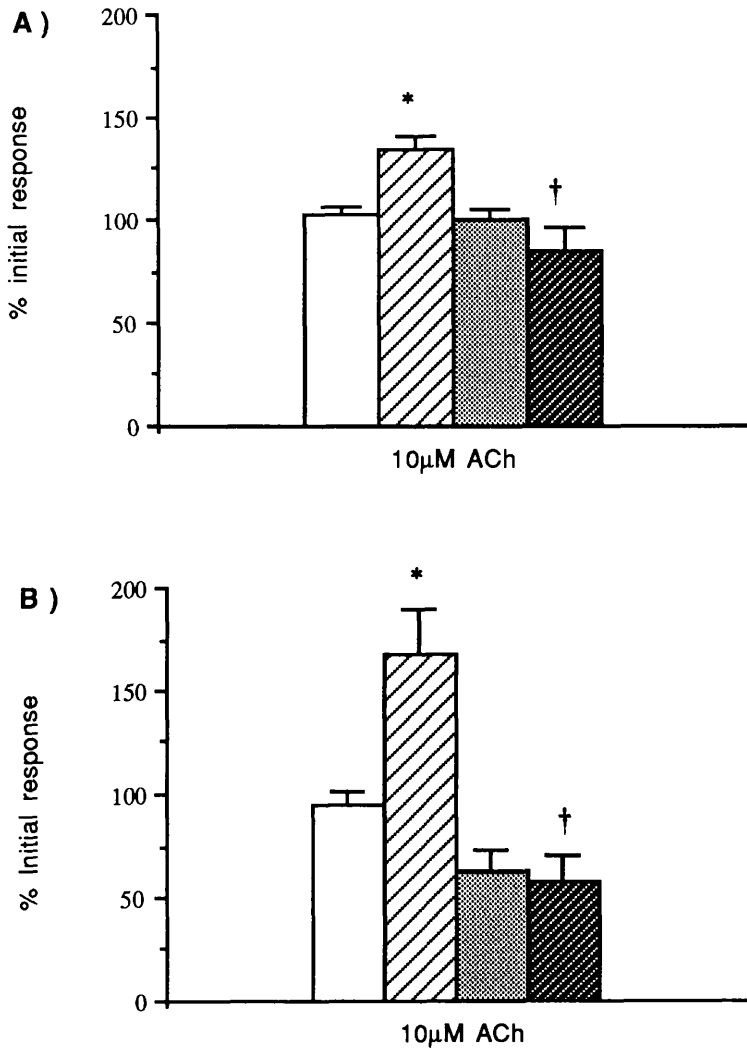 A )
200
*
150
†
100
50
0
% initial response
10µM ACh
B )
200
*
150
100
†
50
0
% Initial response
10µM ACh